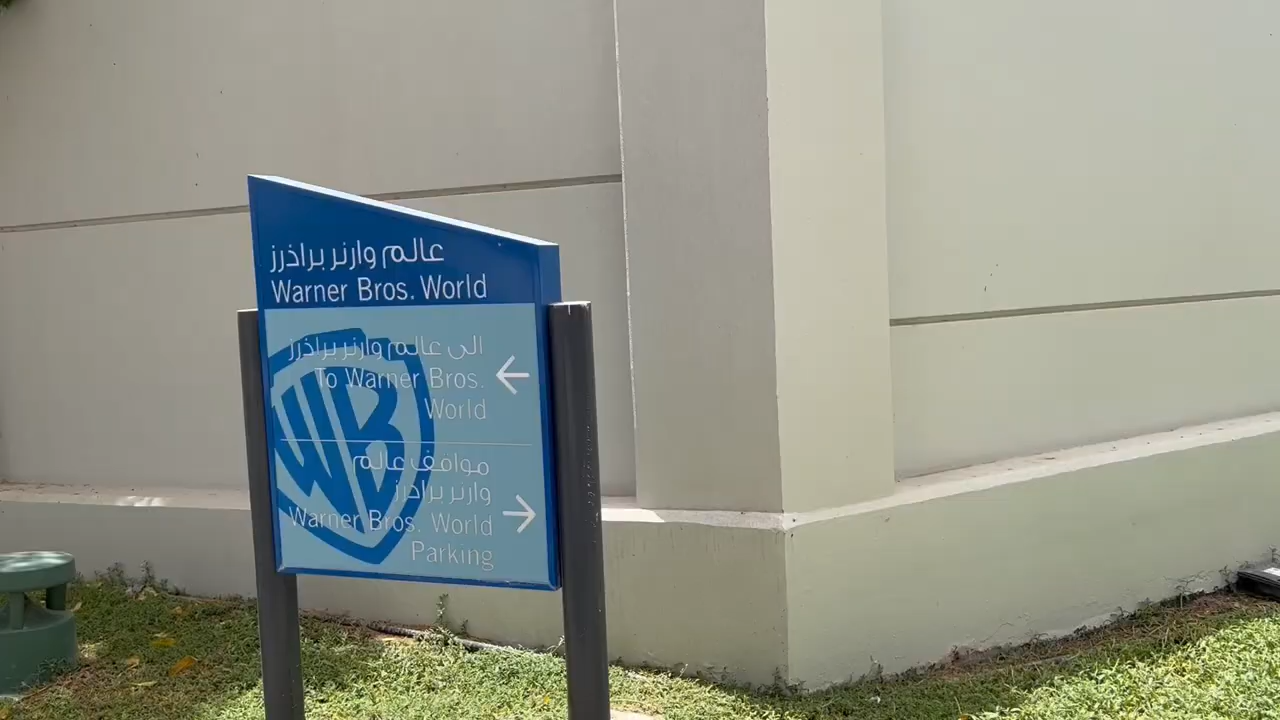 عالم وارنر براذرز
Warner Bros. World
الى عالم وارنر براذرز
To Warner Bros.
World
مواقف عالم
وارنر براذرز
Warner Bros. World
Parking
WB